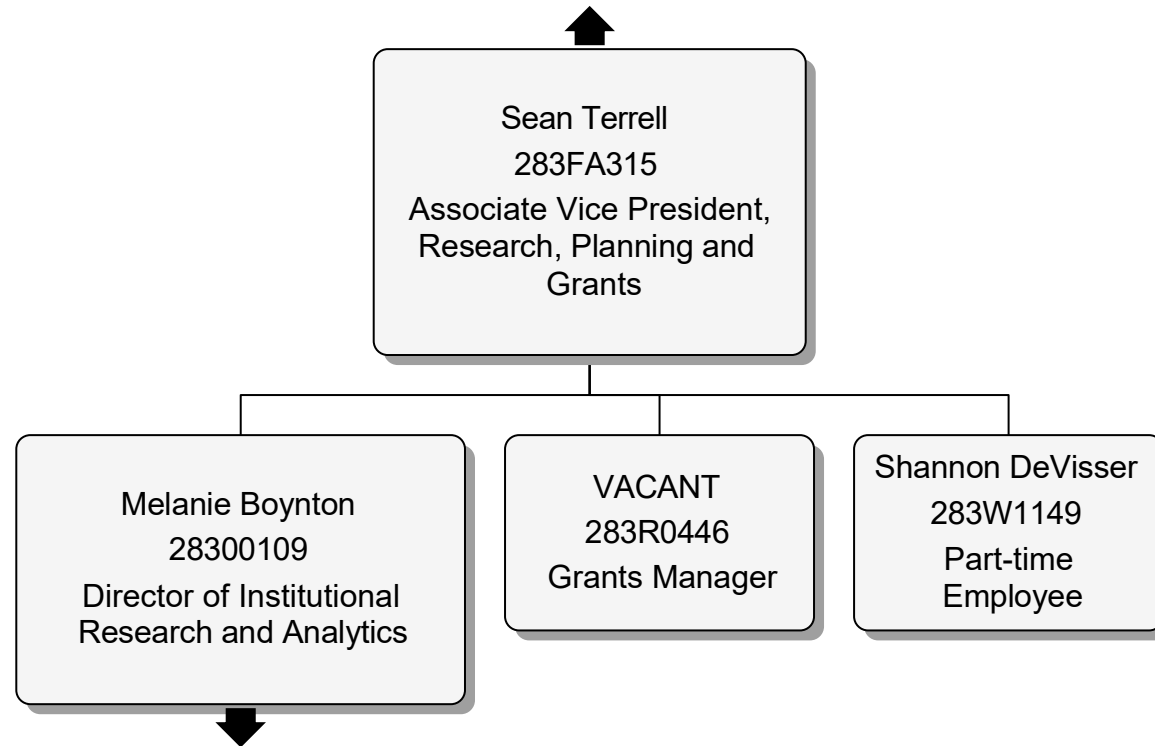 Sean Terrell
283FA315
Associate Vice President,
Research, Planning and
Grants
Melanie Boynton
28300109
Director of Institutional
Research and Analytics
VACANT
283R0446
Grants Manager
Shannon DeVisser
283W1149
Part-time
Employee